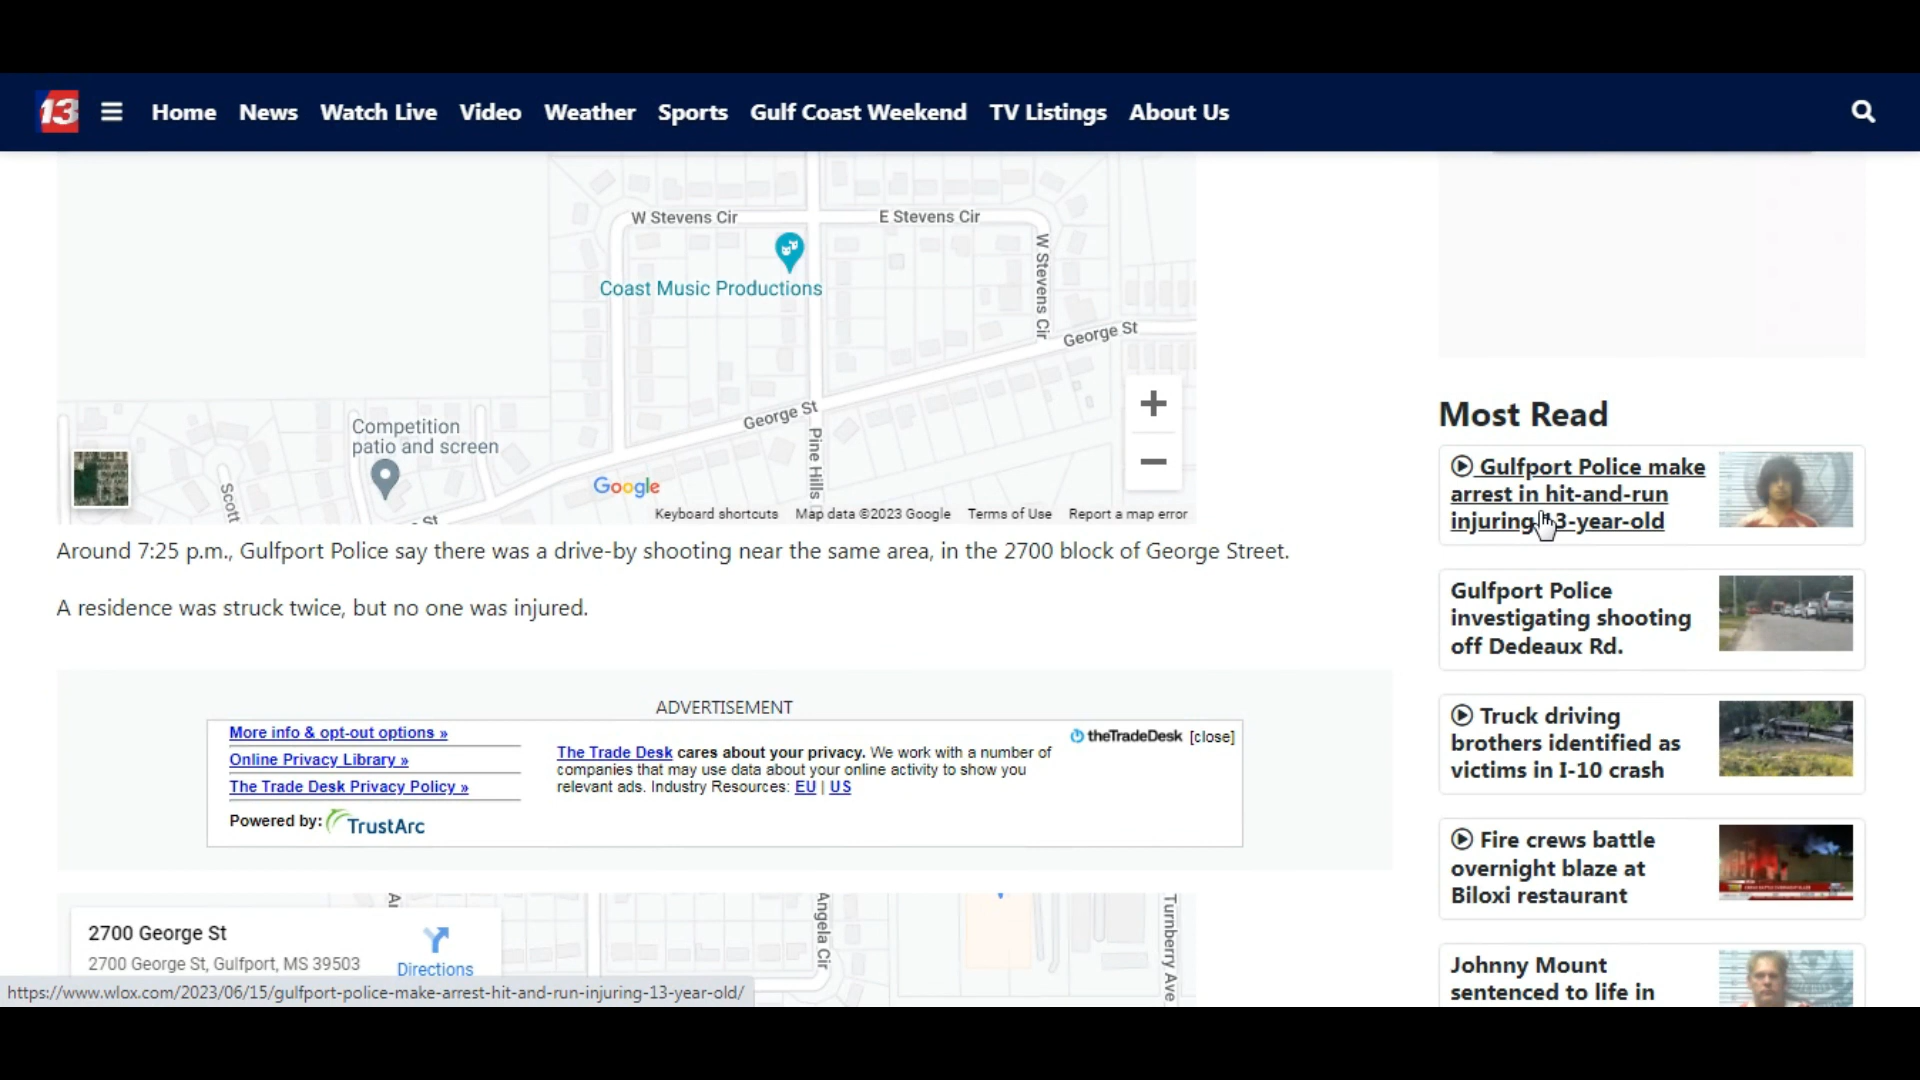 13 Home News Watch Live Video Weather Sports Gulf Coast Weekend TV Listings About Us
W Stevens Cir
E Stevens Cir
W Stevens Cir
Coast Music Productions
George St
George St
Pine Hills
Competition
patio and screen
Scott
St
Google
Keyboard shortcuts Map data ©2023 Google Terms of Use Report a map error
Around 7:25 p.m., Gulfport Police say there was a drive-by shooting near the same area, in the 2700 block of George Street.
A residence was struck twice, but no one was injured.
ADVERTISEMENT
More info & opt-out options »
Online Privacy Library »
The Trade Desk Privacy Policy »
Powered by: TrustArc
The Trade Desk cares about your privacy. We work with a number of
companies that may use data about your online activity to show you
relevant ads. Industry Resources: EU | US
theTradeDesk [close]
2700 George St
2700 George St, Gulfport, MS 39503
Directions
Angela Cir
Turnberry Ave
https://www.wlox.com/2023/06/15/gulfport-police-make-arrest-hit-and-run-injuring-13-year-old/
Most Read
Gulfport Police make
arrest in hit-and-run
injuring 13-year-old
Gulfport Police
investigating shooting
off Dedeaux Rd.
Truck driving
brothers identified as
victims in I-10 crash
Fire crews battle
overnight blaze at
Biloxi restaurant
Johnny Mount
sentenced to life in